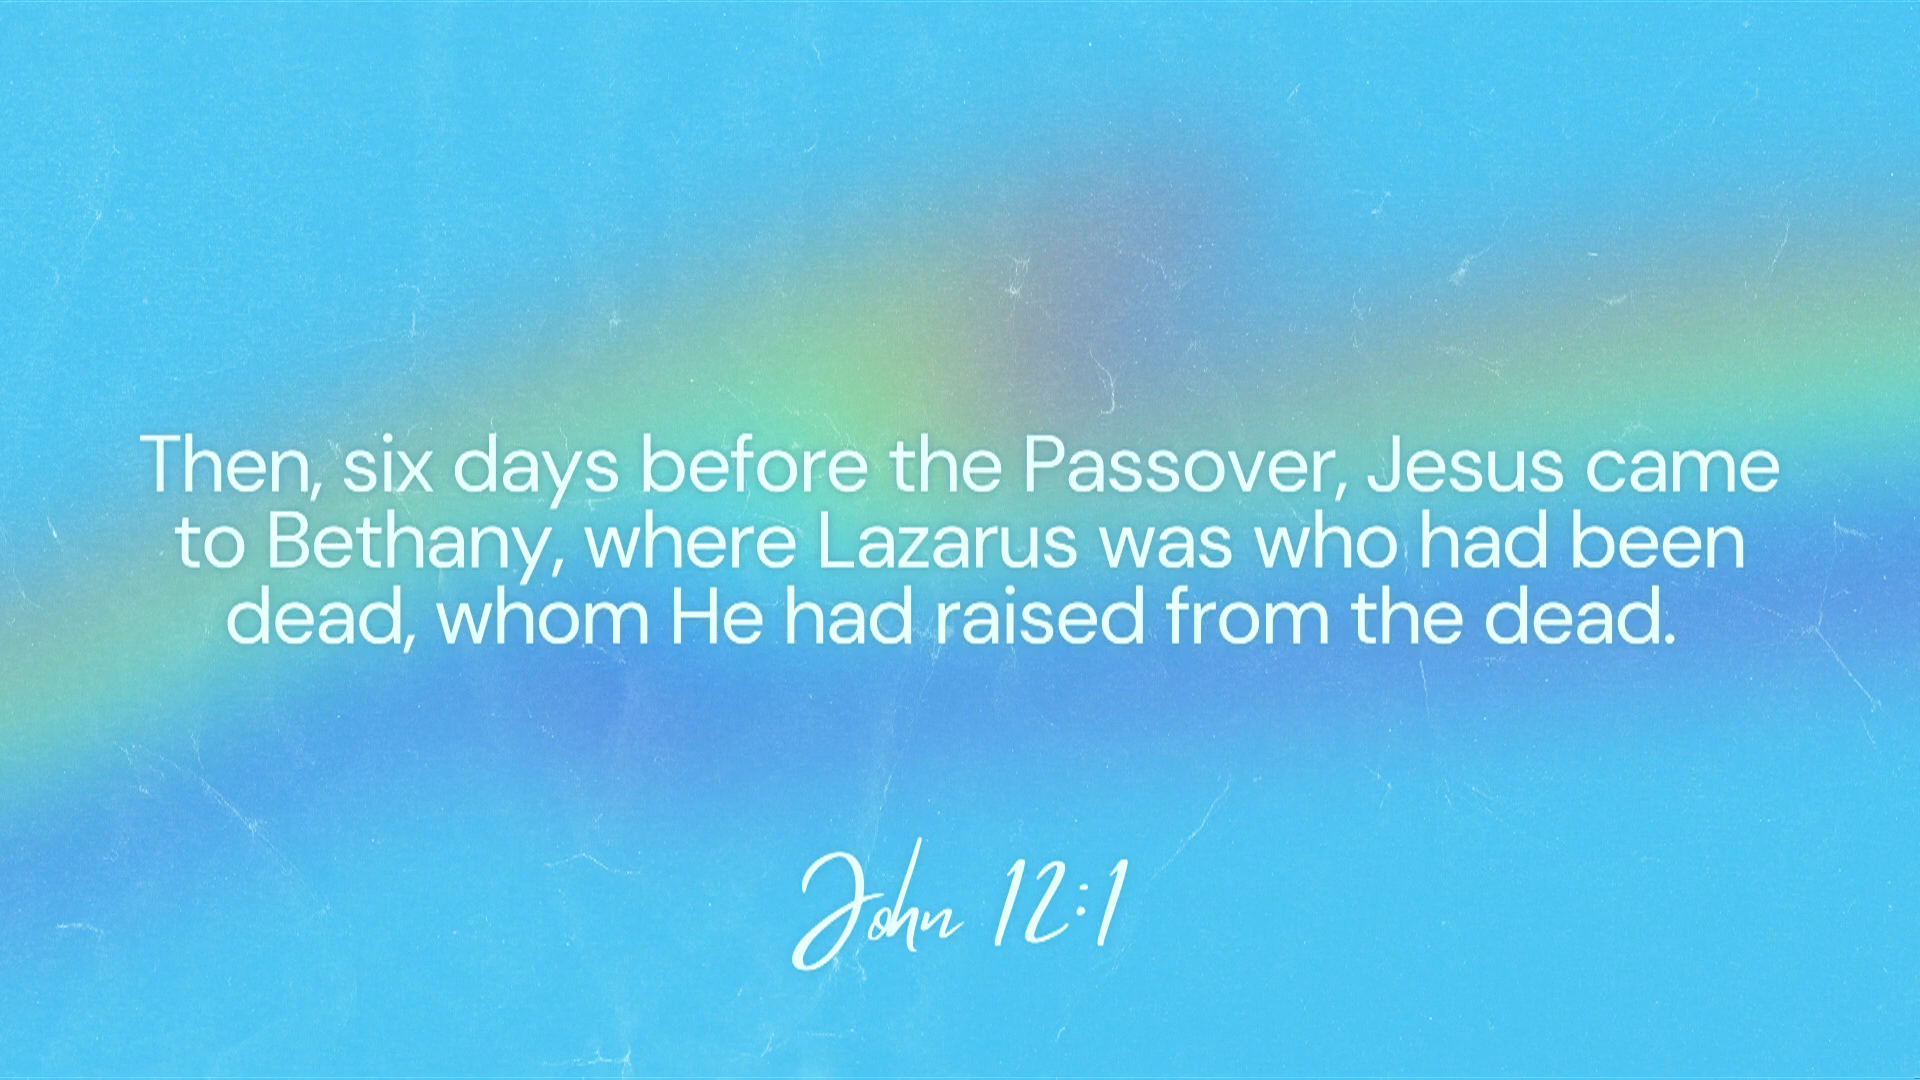 Then, six days before the Passover, Jesus came
to Bethany, where Lazarus was who had been
dead, whom He had raised from the dead.
John 12:1